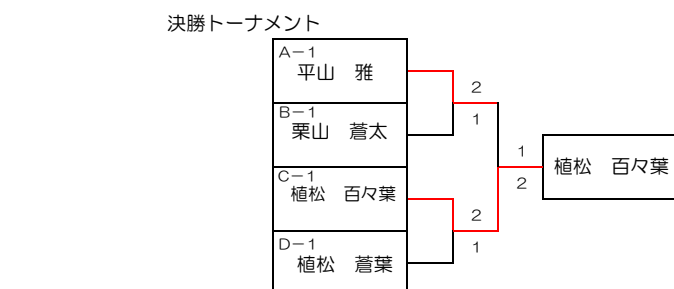 決勝トーナメント
A－1
平山　雅
B－1
栗山　蒼太
C－1
植松　百々葉
D－1
植松　蒼葉
2
1
2
1
1
2
植松　百々葉